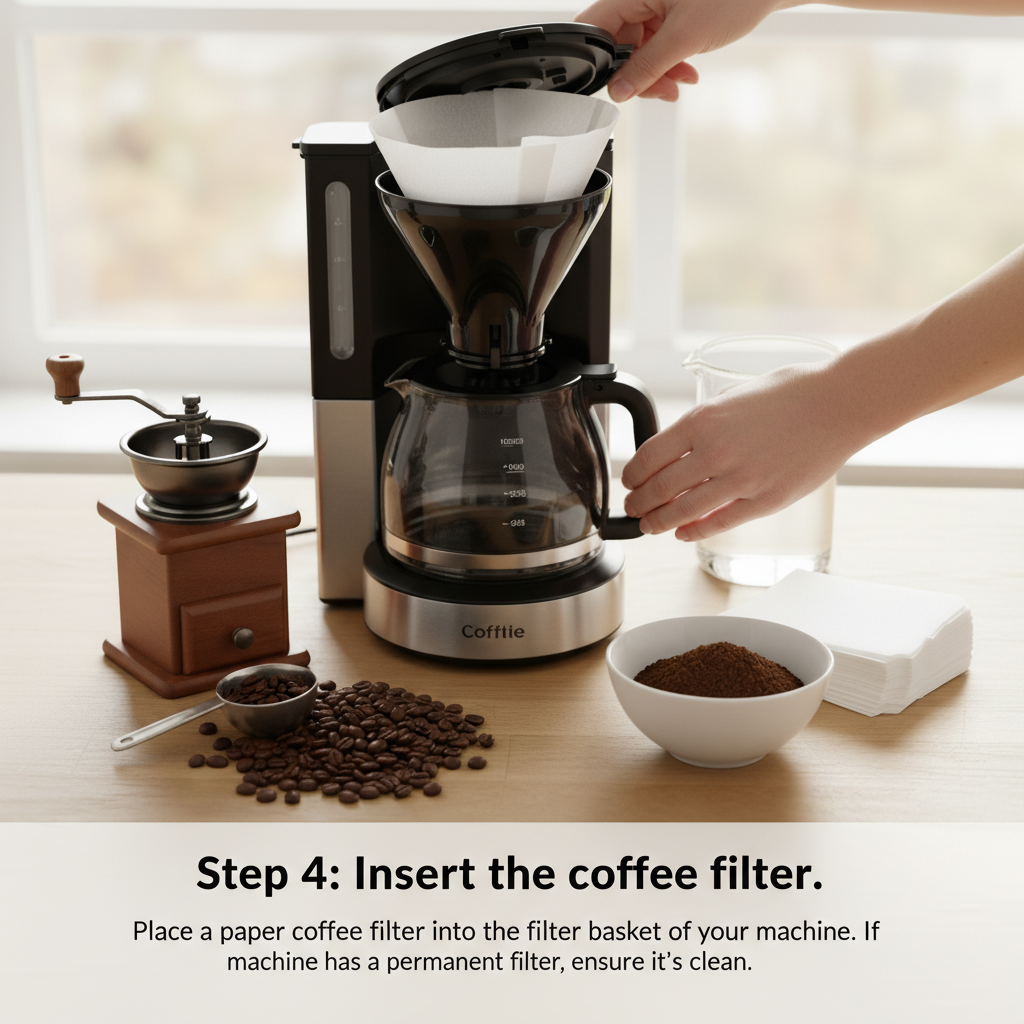 Cofftie
Step 4: Insert the coffee filter.
Place a paper coffee filter into the filter basket of your machine. If
machine has a permanent filter, ensure it's clean.